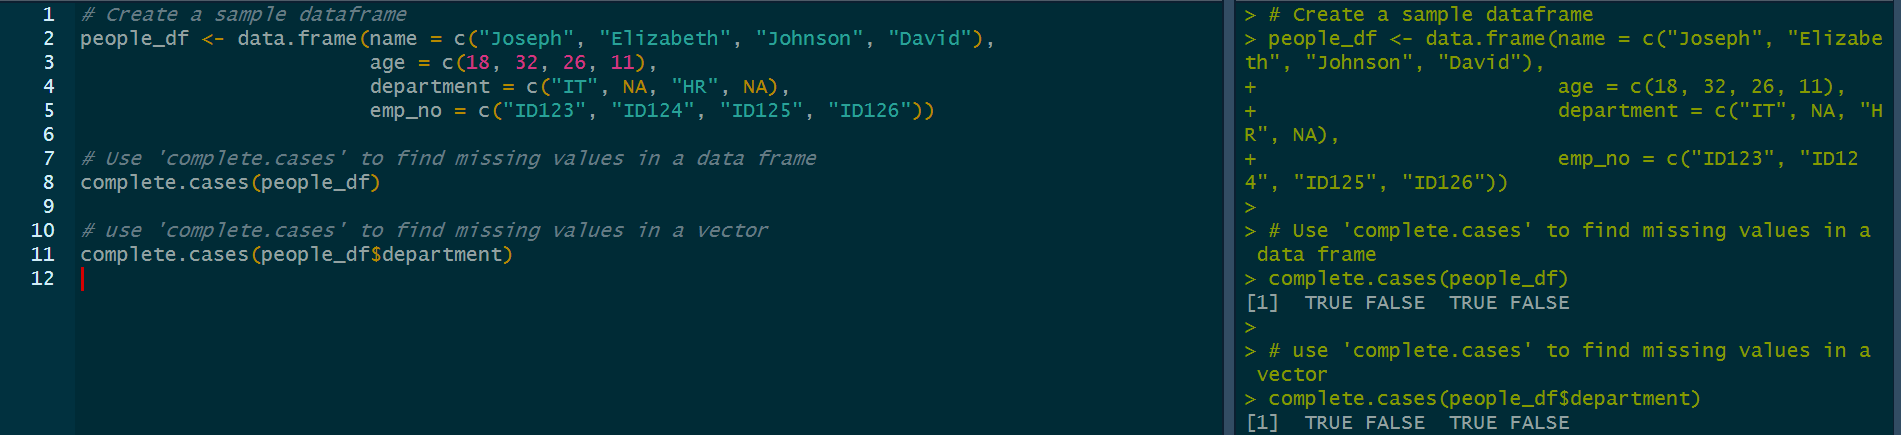 1 # Create a sample dataframe
2 people_df <- data.frame(name = c("Joseph", "Elizabeth", "Johnson", "David"),
3 age = c(18, 32, 26, 11),
4 department = c("IT", NA, "HR", NA),
5 emp_no = c("ID123", "ID124", "ID125", "ID126"))
6
7 # Use 'complete.cases' to find missing values in a data frame
8 complete.cases(people_df)
9
10 # use 'complete.cases' to find missing values in a vector
11 complete.cases(people_df$department)
12
> # Create a sample dataframe
> people_df <- data.frame(name = c("Joseph", "Elizabe
th", "Johnson", "David"),
+ age = c(18, 32, 26, 11),
+ department = c("IT", NA, "H
R", NA),
+ emp_no = c("ID123", "ID12
4", "ID125", "ID126"))
>
> # Use 'complete.cases' to find missing values in a
data frame
> complete.cases(people_df)
[1] TRUE FALSE TRUE FALSE
>
> # use 'complete.cases' to find missing values in a
vector
> complete.cases(people_df$department)
[1] TRUE FALSE TRUE FALSE